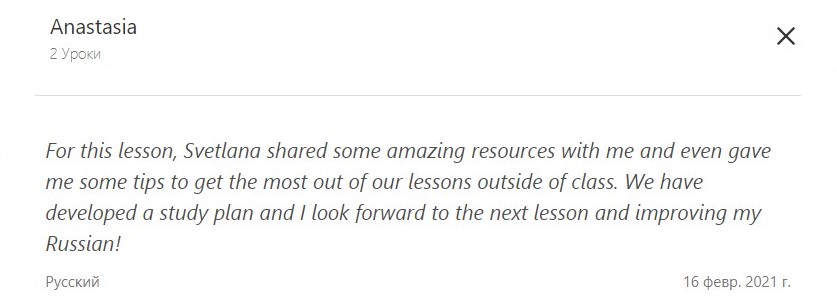 Anastasia
2 Уроки
For this lesson, Svetlana shared some amazing resources with me and even gave
me some tips to get the most out of our lessons outside of class. We have
developed a study plan and I look forward to the next lesson and improving my
Russian!
Русский
16 февр. 2021 г.